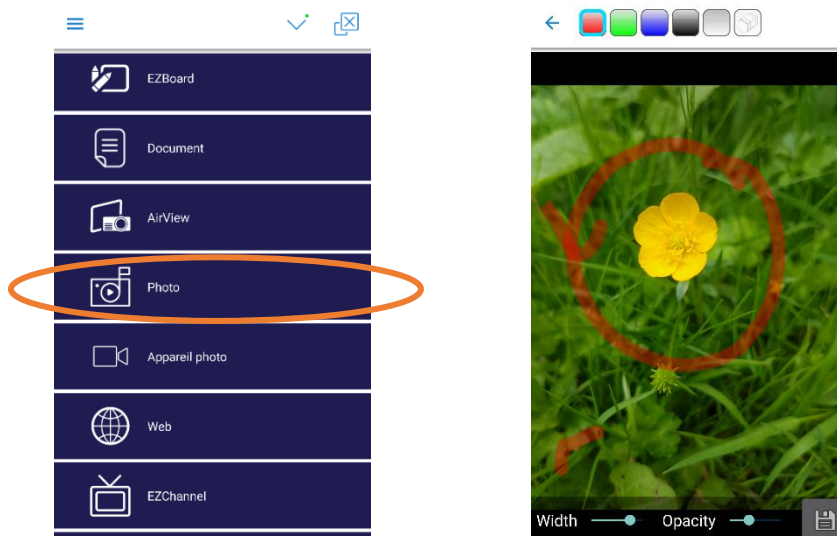 EZBoard
Document
AirView
Photo
Appareil photo
Web
EZChannel
Width
Opacity